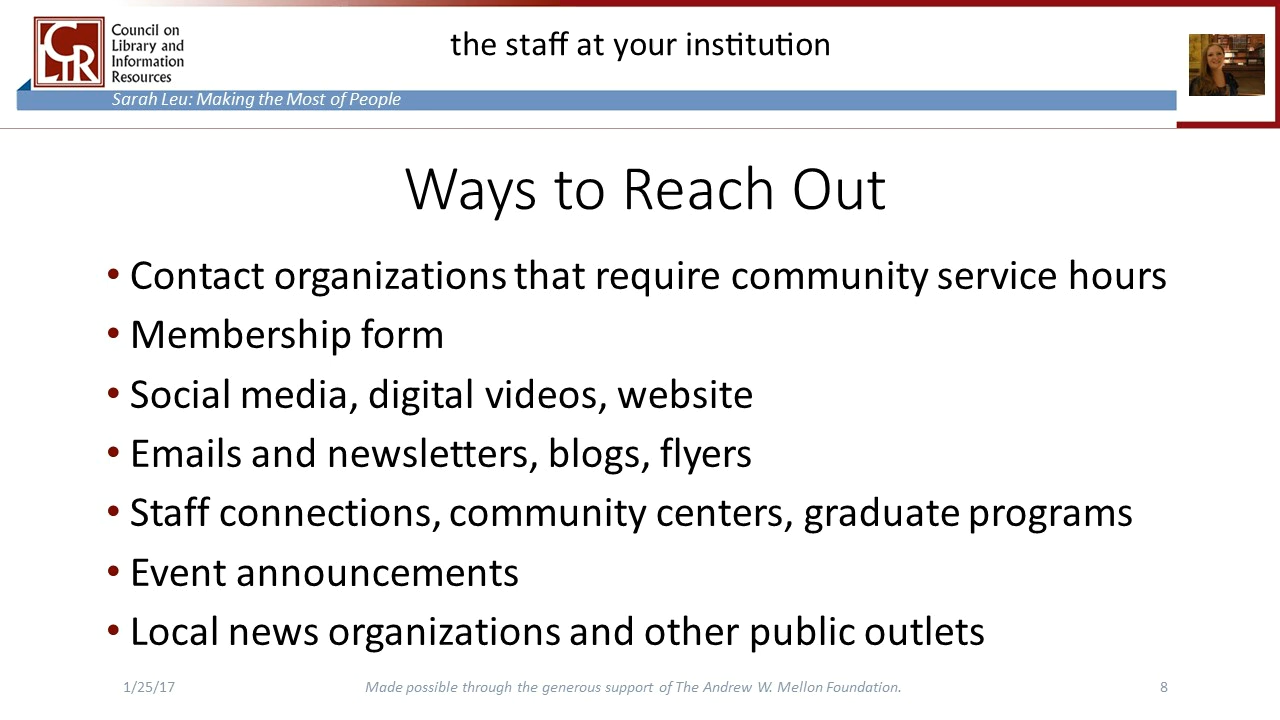 CLIR
Council on
Library and
Information
Resources
the staff at your institution
Sarah Leu: Making the Most of People
Ways to Reach Out
• Contact organizations that require community service hours
• Membership form
• Social media, digital videos, website
• Emails and newsletters, blogs, flyers
• Staff connections, community centers, graduate programs
• Event announcements
• Local news organizations and other public outlets
1/25/17
Made possible through the generous support of The Andrew W. Mellon Foundation.
8